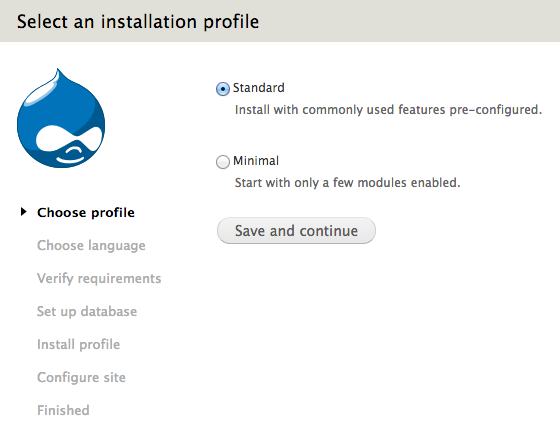 Select an installation profile
Standard
Install with commonly used features pre-configured.
Minimal
Start with only a few modules enabled.
Save and continue
Choose profile
Choose language
Verify requirements
Set up database
Install profile
Configure site
Finished